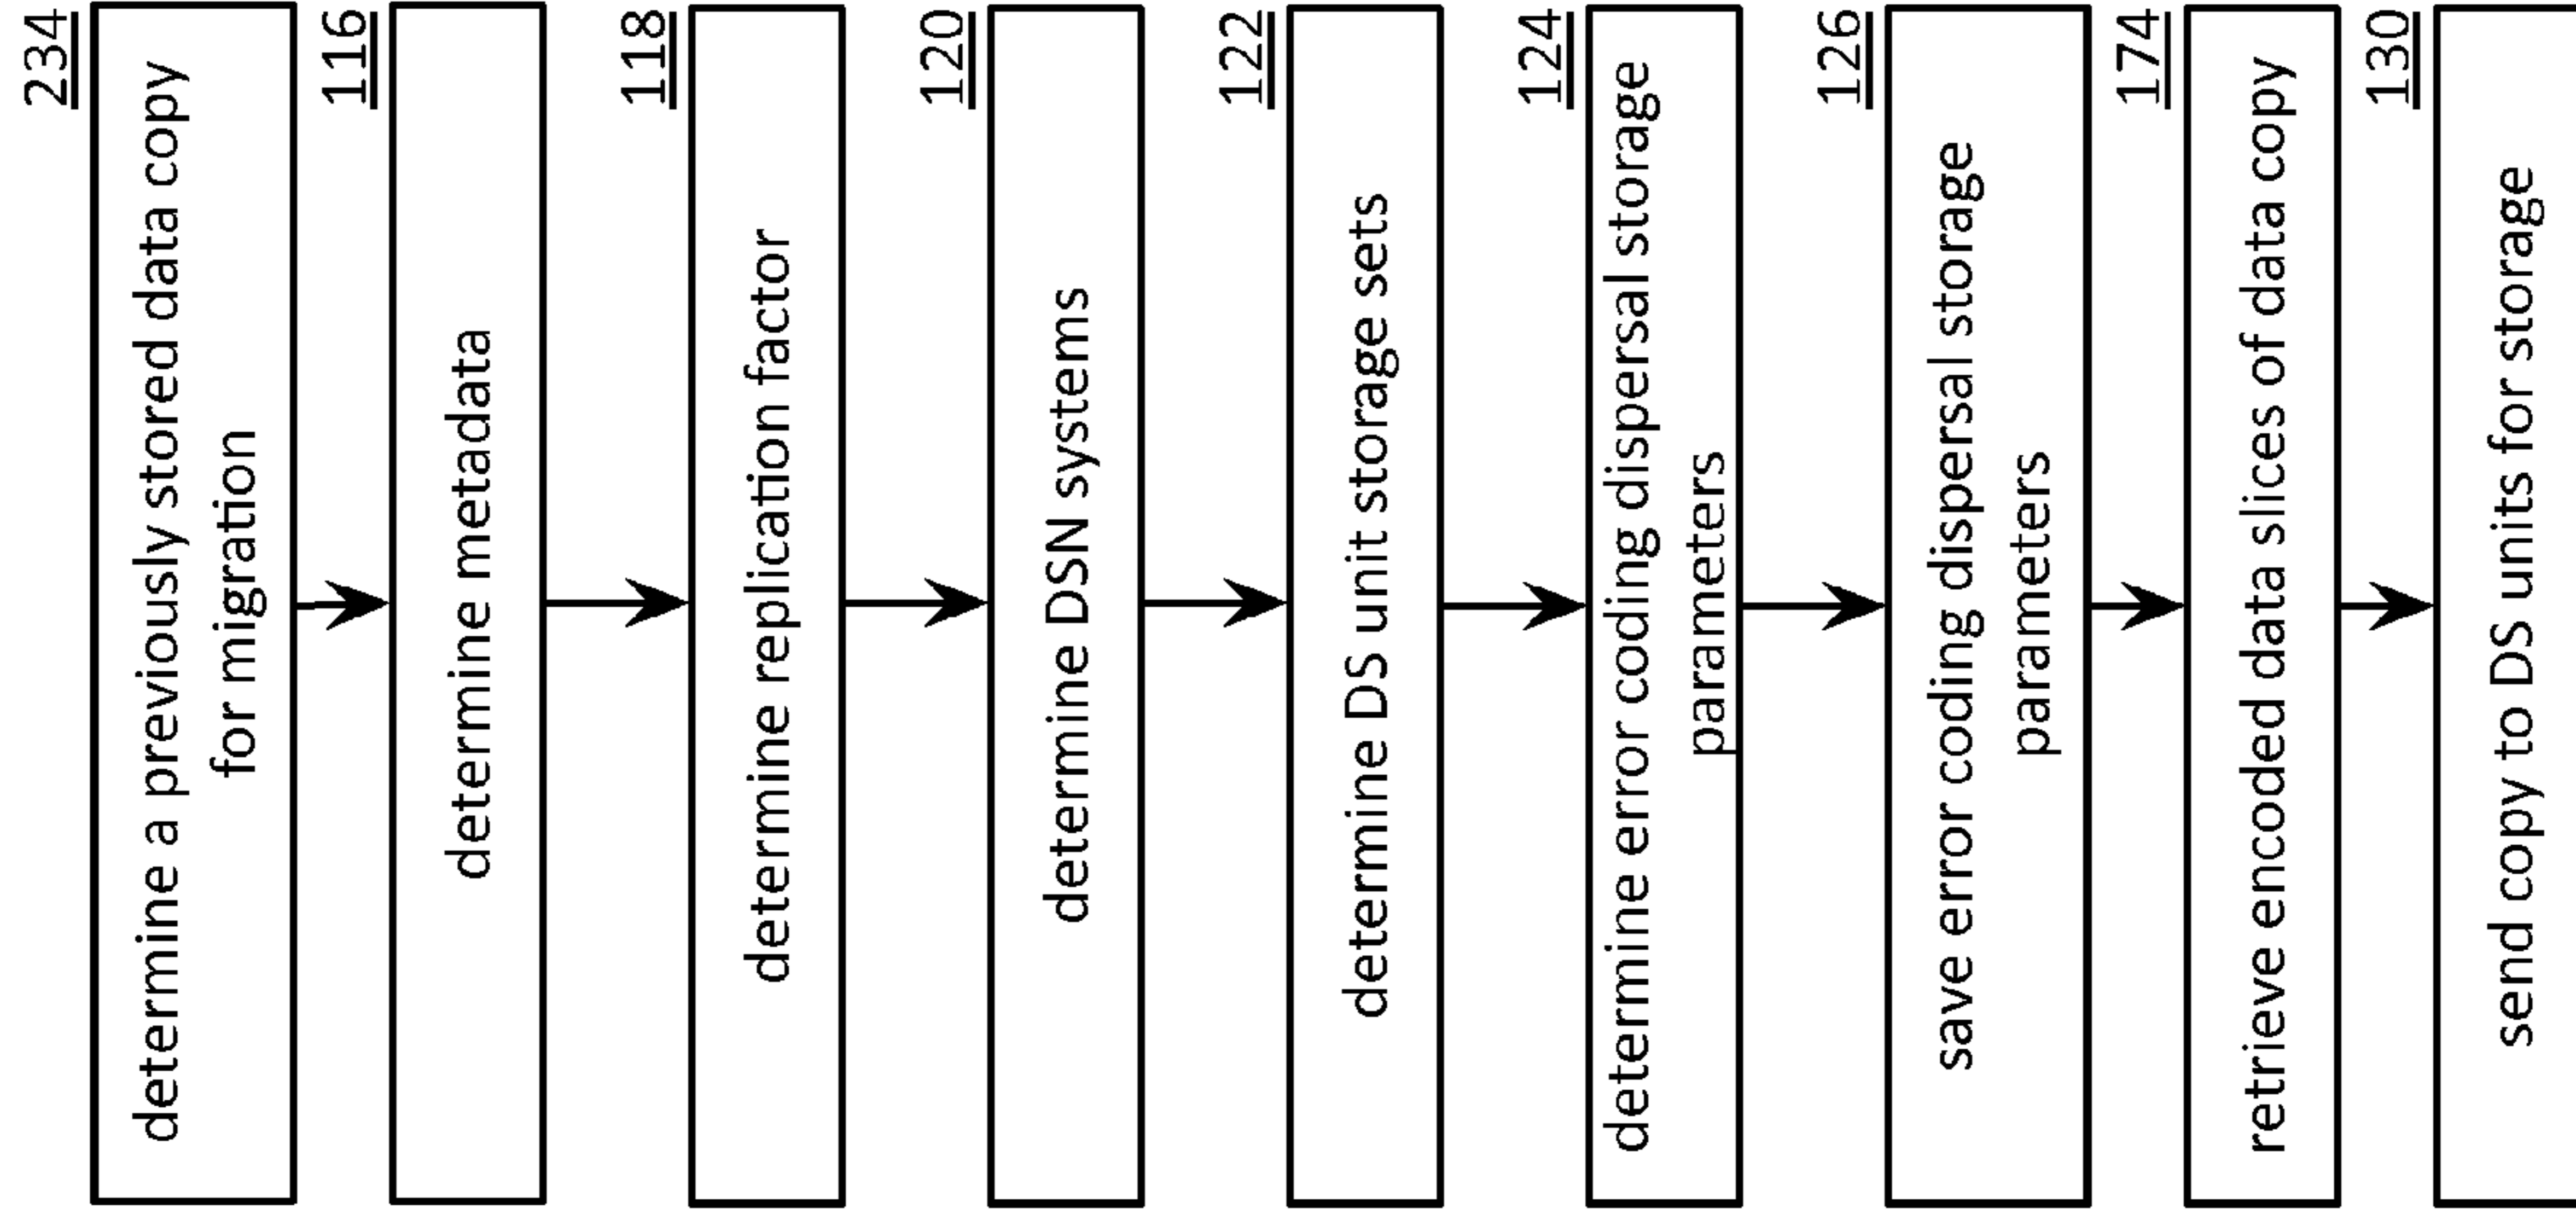 234
determine a previously stored data copy
for migration
116
determine metadata
118
determine replication factor
120
determine DSN systems
122
determine DS unit storage sets
124
determine error coding dispersal storage
parameters
126
save error coding dispersal storage
parameters
174
retrieve encoded data slices of data copy
130
send copy to DS units for storage